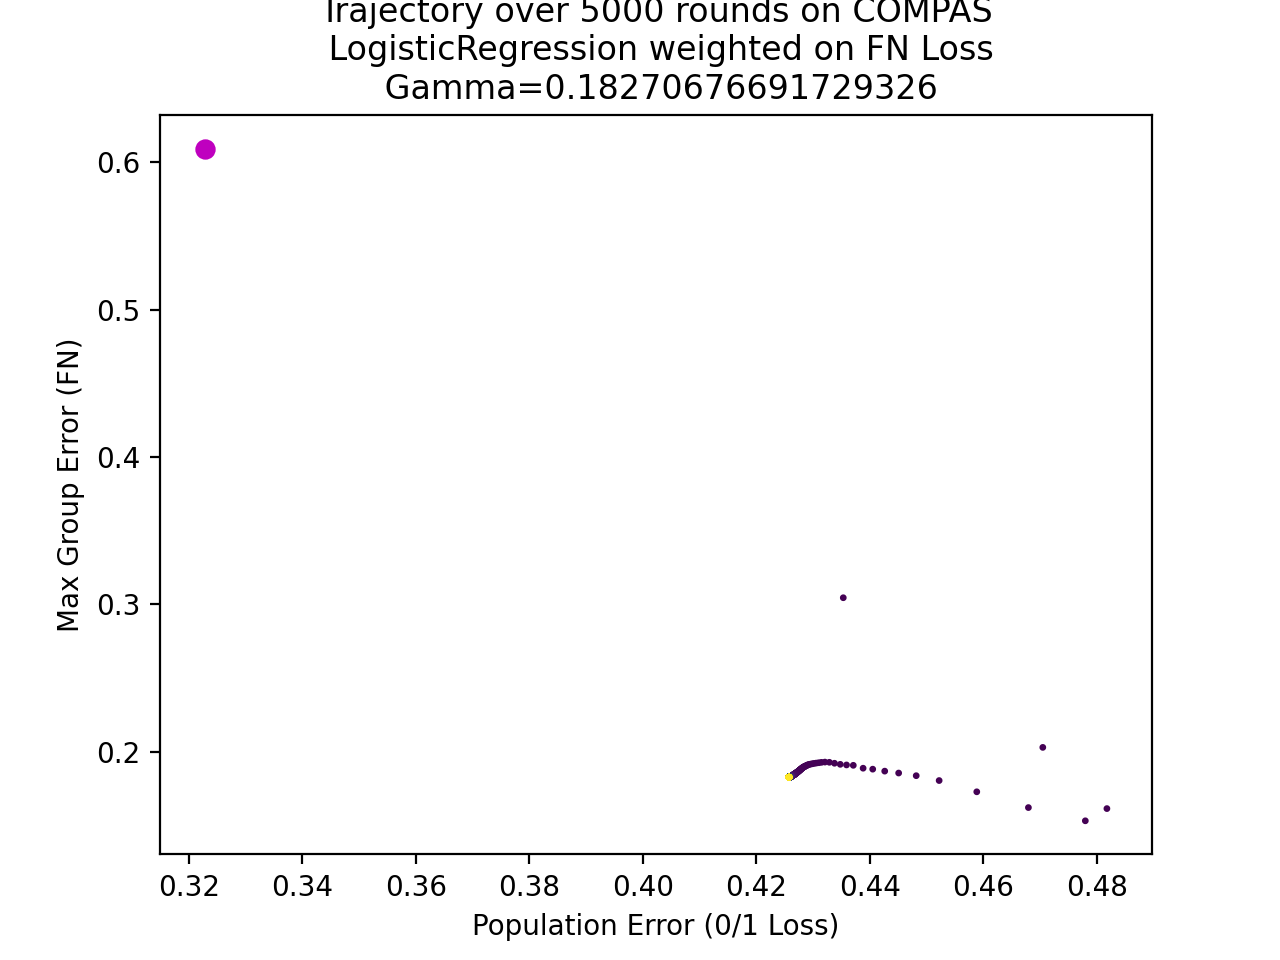 Trajectory over 5000 rounds on COMPAS
LogisticRegression weighted on FN Loss
Gamma=0.18270676691729326
0.6
0.5
0.4
0.3
0.2
Max Group Error (FN)
0.32 0.34 0.36 0.38 0.40 0.42 0.44 0.46 0.48
Population Error (0/1 Loss)